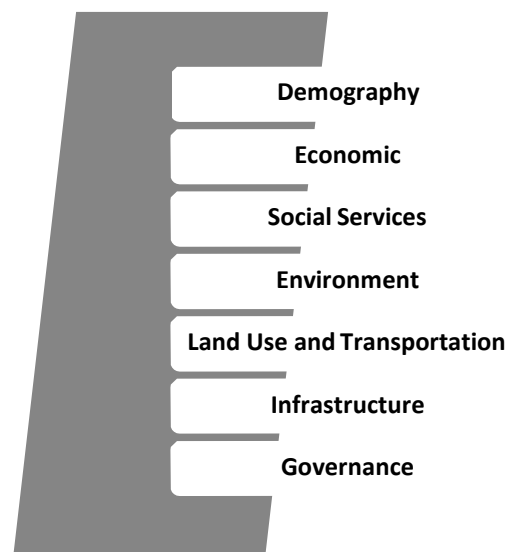 Demography
Economic
Social Services
Environment
Land Use and Transportation
Infrastructure
Governance